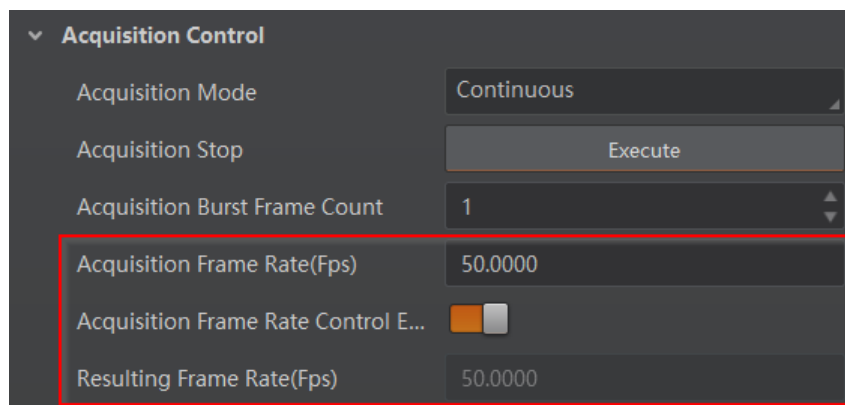 Acquisition Control
Acquisition Mode Continuous
Acquisition Stop Execute
Acquisition Burst Frame Count 1
Acquisition Frame Rate(Fps) 50.0000
Acquisition Frame Rate Control E...
Resulting Frame Rate(Fps) 50.0000